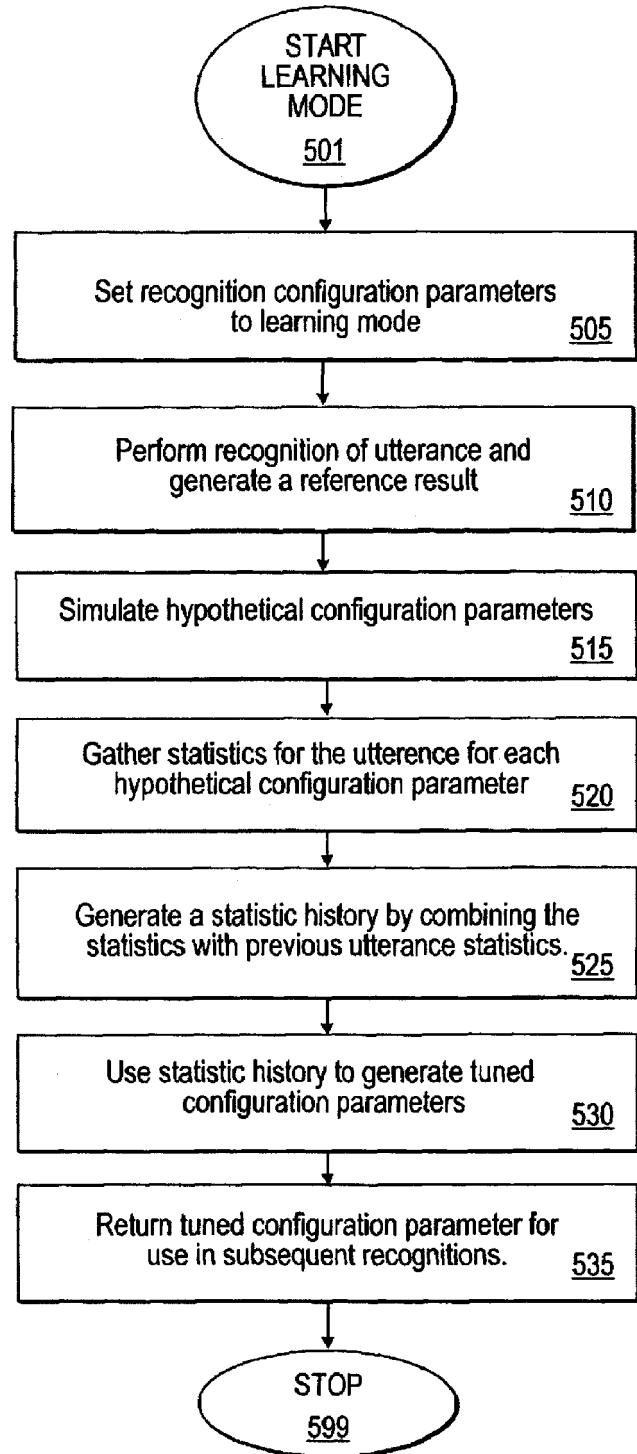 START
LEARNING
MODE
501
Set recognition configuration parameters
to learning mode
505
Perform recognition of utterance and
generate a reference result
510
Simulate hypothetical configuration parameters
515
Gather statistics for the utterence for each
hypothetical configuration parameter
520
Generate a statistic history by combining the
statistics with previous utterance statistics.
525
Use statistic history to generate tuned
configuration parameters
530
Return tuned configuration parameter for
use in subsequent recognitions.
535
STOP
599